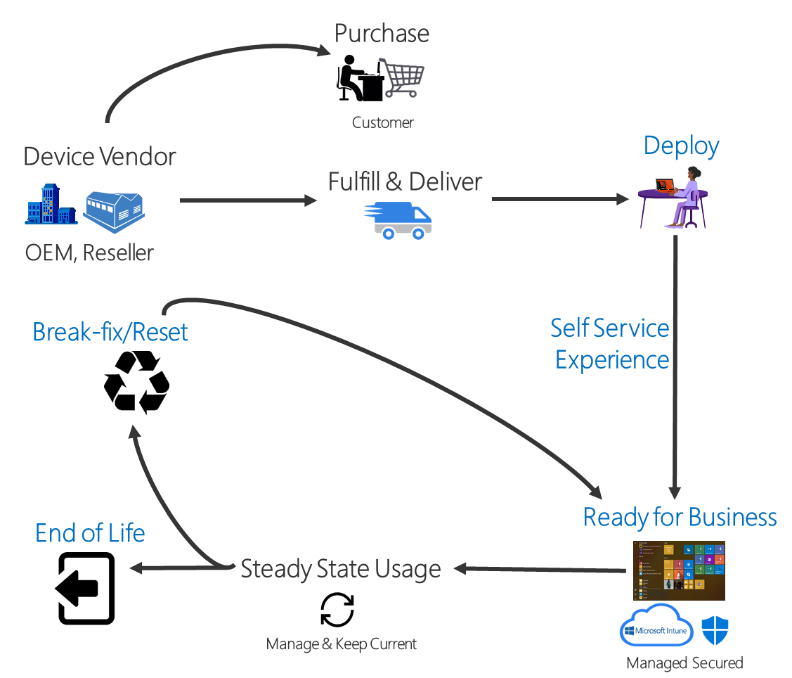 Purchase
Customer
Device Vendor
OEM, Reseller
Fulfill & Deliver
Deploy
Self Service
Experience
Break-fix/Reset
Ready for Business
Microsoft Intune
Managed Secured
Steady State Usage
Manage & Keep Current
End of Life